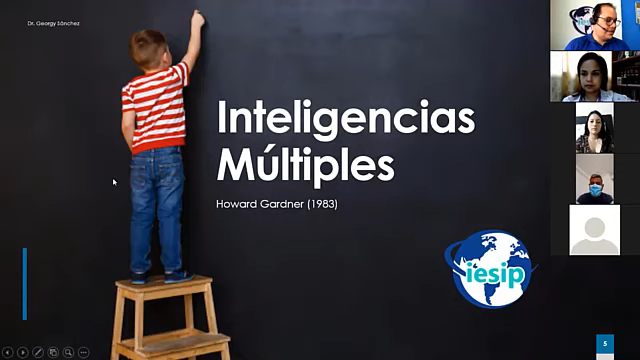 Dr. Georgy Sánchez
Inteligencias
Múltiples
Howard Gardner (1983)
iesip
5